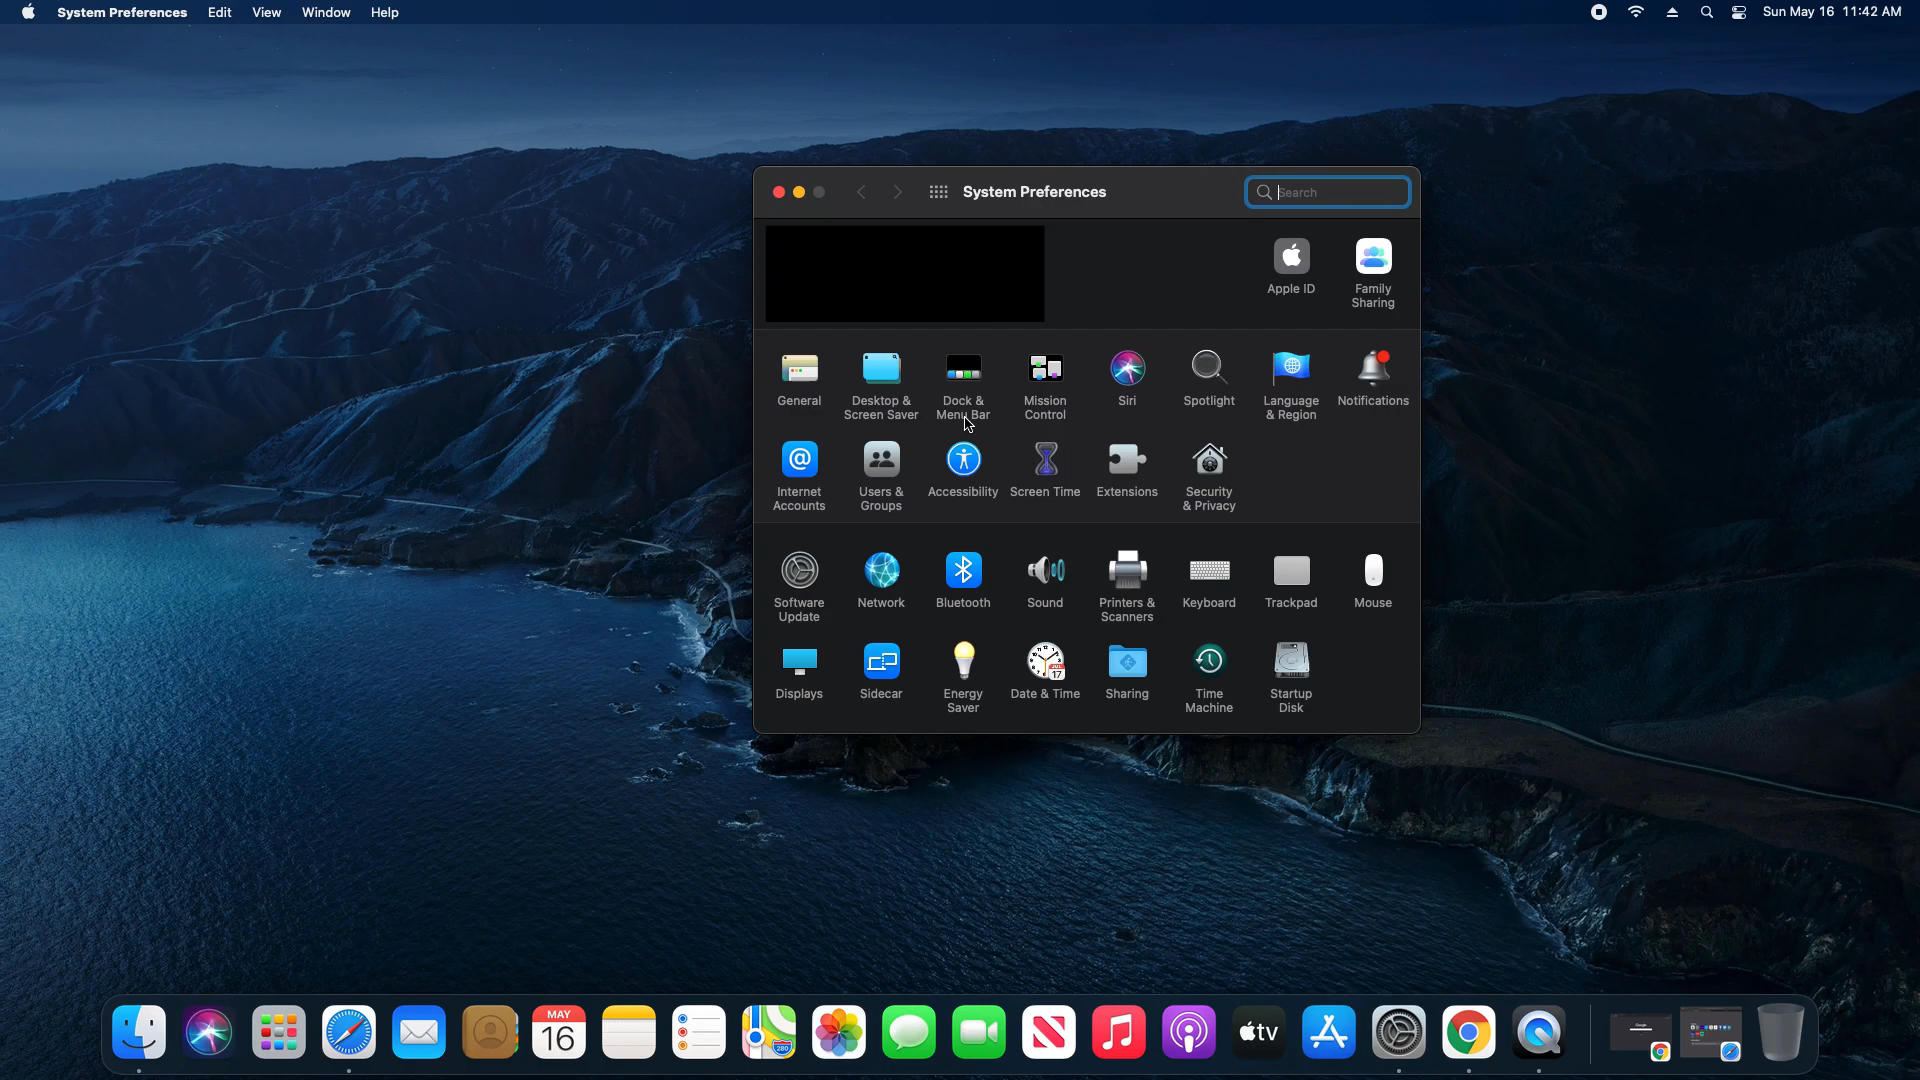 System Preferences Edit View Window Help Sun May 16 11:42 AM
System Preferences Search
Apple ID Family
Sharing
General Desktop & Dock & Mission Siri Spotlight Language Notifications
Screen Saver Menu Bar Control & Region
Internet Users & Accessibility Screen Time Extensions Security
Accounts Groups & Privacy
Software Network Bluetooth Sound Printers & Keyboard Trackpad Mouse
Update Scanners
JUL
17
Displays Sidecar Energy Date & Time Sharing Time Startup
Saver Machine Disk
MAY
16
280
tv